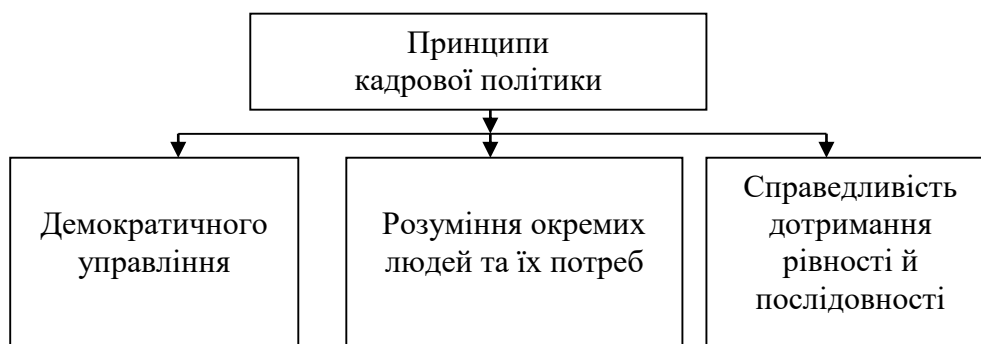 Принципи
кадрової політики
Демократичного
управління
Розуміння окремих
людей та їх потреб
Справедливість
дотримання
рівності й
послідовності